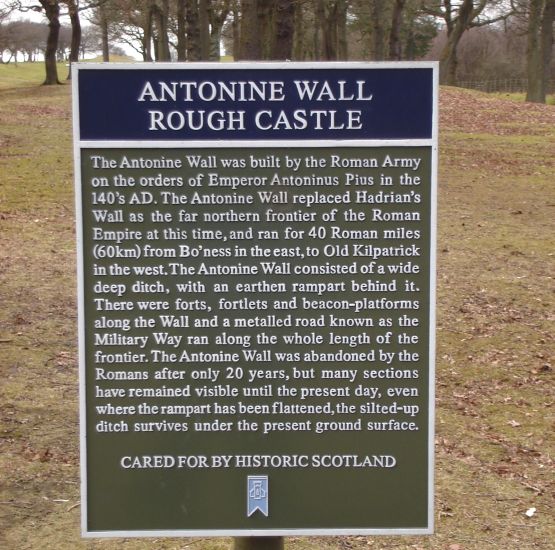 ANTONINE WALL
ROUGH CASTLE
The Antonine Wall was built by the Roman Army
on the orders of Emperor Antoninus Pius in the
140's AD. The Antonine Wall replaced Hadrian's
Wall as the far northern frontier of the Roman
Empire at this time, and ran for 40 Roman miles
(60km) from Bo'ness in the east, to Old Kilpatrick
in the west. The Antonine Wall consisted of a wide
deep ditch, with an earthen rampart behind it.
There were forts, fortlets and beacon-platforms
along the Wall and a metalled road known as the
Military Way ran along the whole length of the
frontier. The Antonine Wall was abandoned by the
Romans after only 20 years, but many sections
have remained visible until the present day, even
where the rampart has been flattened, the silted-up
ditch survives under the present ground surface.
CARED FOR BY HISTORIC SCOTLAND